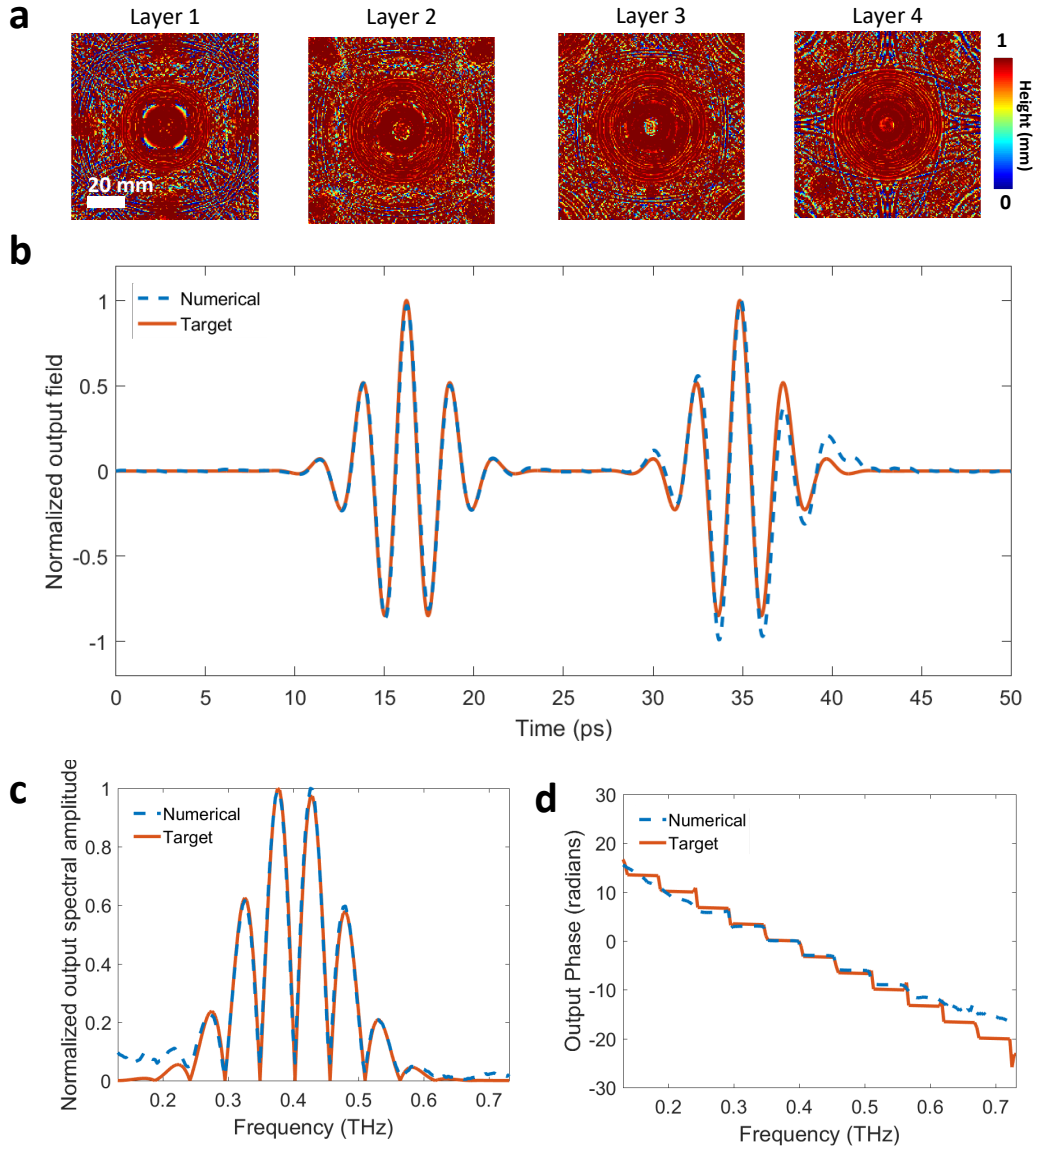 a
Layer 1
Layer 2
Layer 3
Layer 4
20 mm
1
Height (mm)
0
b
Normalized output field
1
0.5
0
-0.5
-1
Numerical
Target
0 5 10 15 20 25 30 35 40 45 50
Time (ps)
c
Normalized output spectral amplitude
1
0.8
0.6
0.4
0.2
0
Numerical
Target
0.2 0.3 0.4 0.5 0.6 0.7
Frequency (THz)
d
Output Phase (radians)
30
20
10
0
-10
-20
-30
Numerical
Target
0.2 0.3 0.4 0.5 0.6 0.7
Frequency (THz)